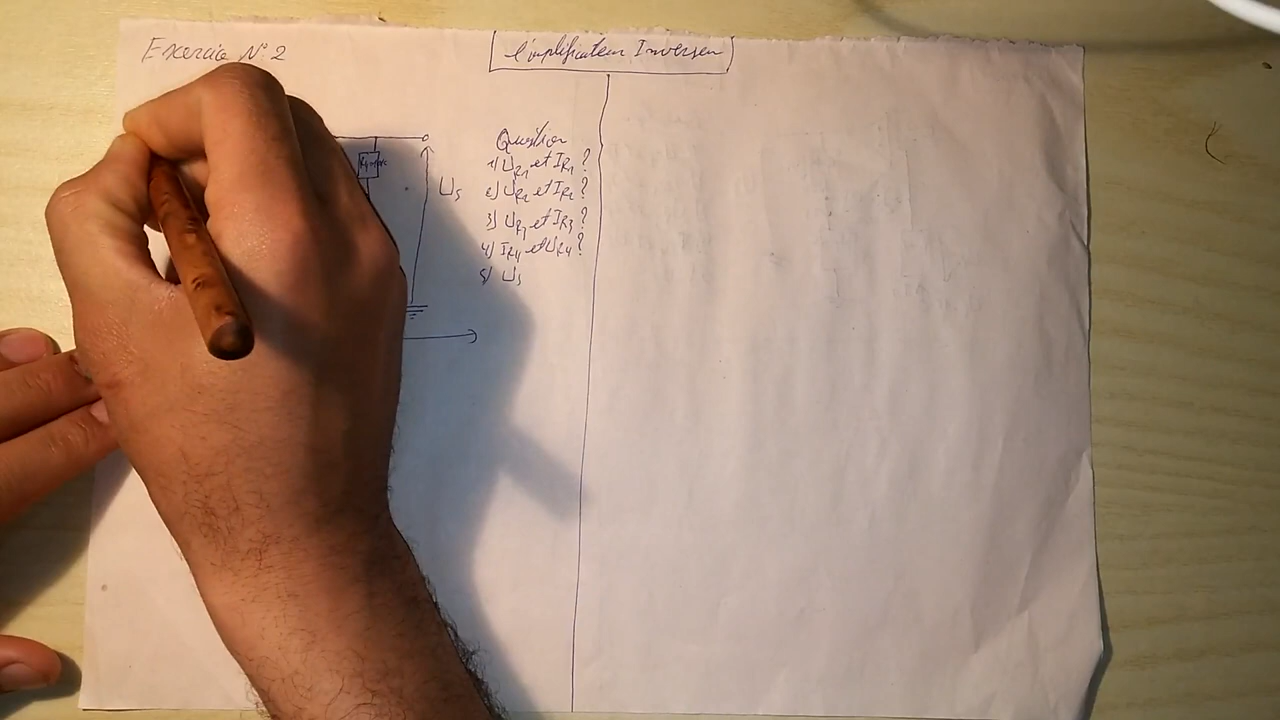 Exercice N° 2
Amplificateur Inverseur
Question
1) UR1 et IR1 ?
2) UR2 et IR2 ?
3) UR3 et IR3 ?
4) IR4 et UR4 ?
5) Us
Us